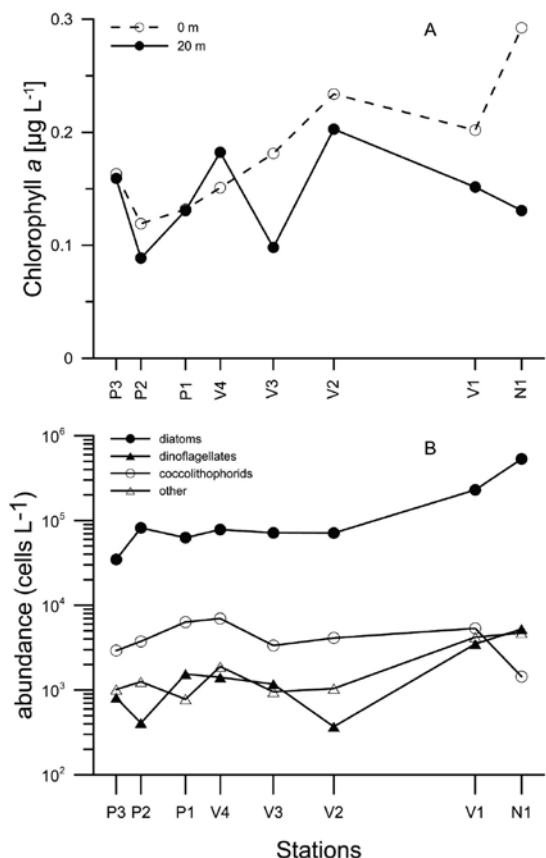 0.3
0 m
20 m
A
0.2
Chlorophyll a [µg L⁻¹]
0.1
0
P3 P2 P1 V4 V3 V2 V1 N1
10⁶
diatoms
B
dinoflagellates
coccolithophorids
other
10⁵
abundance (cells L⁻¹)
10⁴
10³
10²
P3 P2 P1 V4 V3 V2 V1 N1
Stations